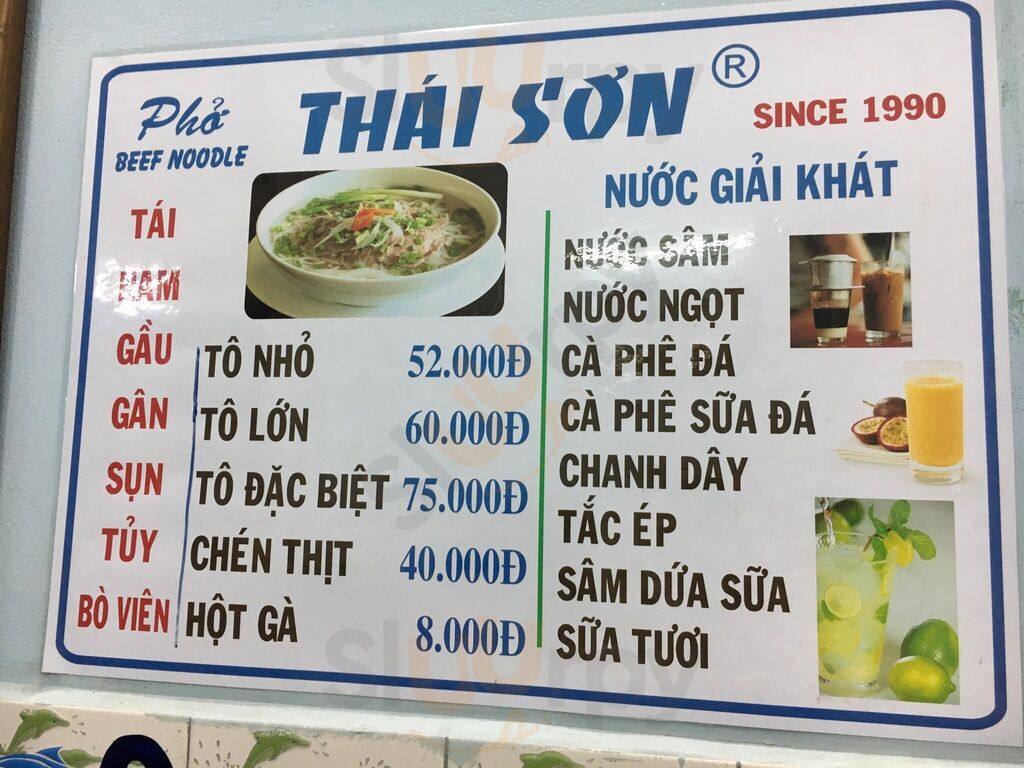 Phở
BEEF NOODLE
THÁI SƠN ®
SINCE 1990
TÁI
NAM
GẦU
GÂN
SỤN
TỦY
BÒ VIÊN
TÔ NHỎ 52.000Đ
TÔ LỚN 60.000Đ
TÔ ĐẶC BIỆT 75.000Đ
CHÉN THỊT 40.000Đ
HỘT GÀ 8.000Đ
NƯỚC GIẢI KHÁT
NƯỚC SÂM
NƯỚC NGỌT
CÀ PHÊ ĐÁ
CÀ PHÊ SỮA ĐÁ
CHANH DÂY
TẮC ÉP
SÂM DỨA SỮA
SỮA TƯƠI
slurrpy
slurrpy
slurrpy